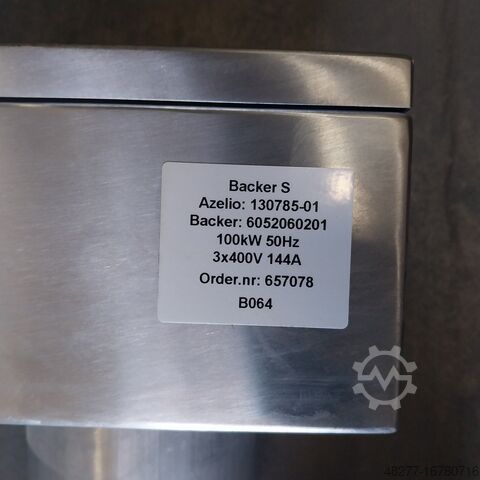 Backer S
Azelio: 130785-01
Backer: 6052060201
100kW 50Hz
3x400V 144A
Order.nr: 657078
B064
48277-16780716